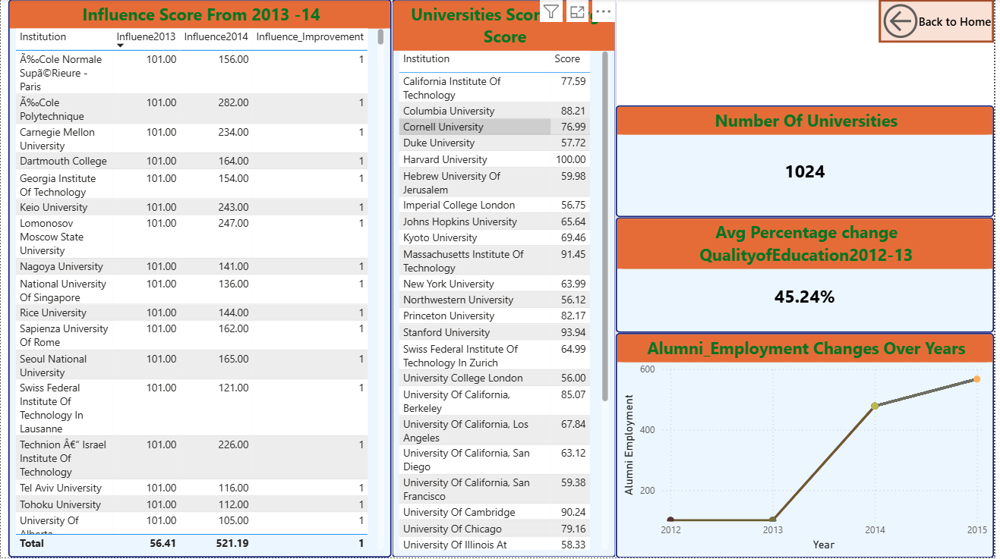 Influence Score From 2013 -14
Institution Influene2013 Influence2014 Influence_Improvement
Ã‰Cole Normale 101.00 156.00 1
Supã©Rieure -
Paris
Ã‰Cole 101.00 282.00 1
Polytechnique
Carnegie Mellon 101.00 234.00 1
University
Dartmouth College 101.00 164.00 1
Georgia Institute 101.00 154.00 1
Of Technology
Keio University 101.00 243.00 1
Lomonosov 101.00 247.00 1
Moscow State
University
Nagoya University 101.00 141.00 1
National University 101.00 136.00 1
Of Singapore
Rice University 101.00 144.00 1
Sapienza University 101.00 162.00 1
Of Rome
Seoul National 101.00 165.00 1
University
Swiss Federal 101.00 121.00 1
Institute Of
Technology In
Lausanne
Technion Â€“ Israel 101.00 226.00 1
Institute Of
Technology
Tel Aviv University 101.00 116.00 1
Tohoku University 101.00 112.00 1
University Of 101.00 105.00 1
Alberta
Total 56.41 521.19 1
Universities
Score
Institution Score
California Institute Of 77.59
Technology
Columbia University 88.21
Cornell University 76.99
Duke University 57.72
Harvard University 100.00
Hebrew University Of 59.98
Jerusalem
Imperial College London 56.75
Johns Hopkins University 65.64
Kyoto University 69.46
Massachusetts Institute Of 91.45
Technology
New York University 63.99
Northwestern University 56.12
Princeton University 82.17
Stanford University 93.94
Swiss Federal Institute Of 64.99
Technology In Zurich
University College London 56.00
University Of California, 85.07
Berkeley
University Of California, Los 67.84
Angeles
University Of California, San 63.12
Diego
University Of California, San 59.38
Francisco
University Of Cambridge 90.24
University Of Chicago 79.16
University Of Illinois At 58.33
Back to Home
Number Of Universities
1024
Avg Percentage change
QualityofEducation2012-13
45.24%
Alumni_Employment Changes Over Years
Alumni Employment
600
400
200
2012 2013 2014 2015
Year